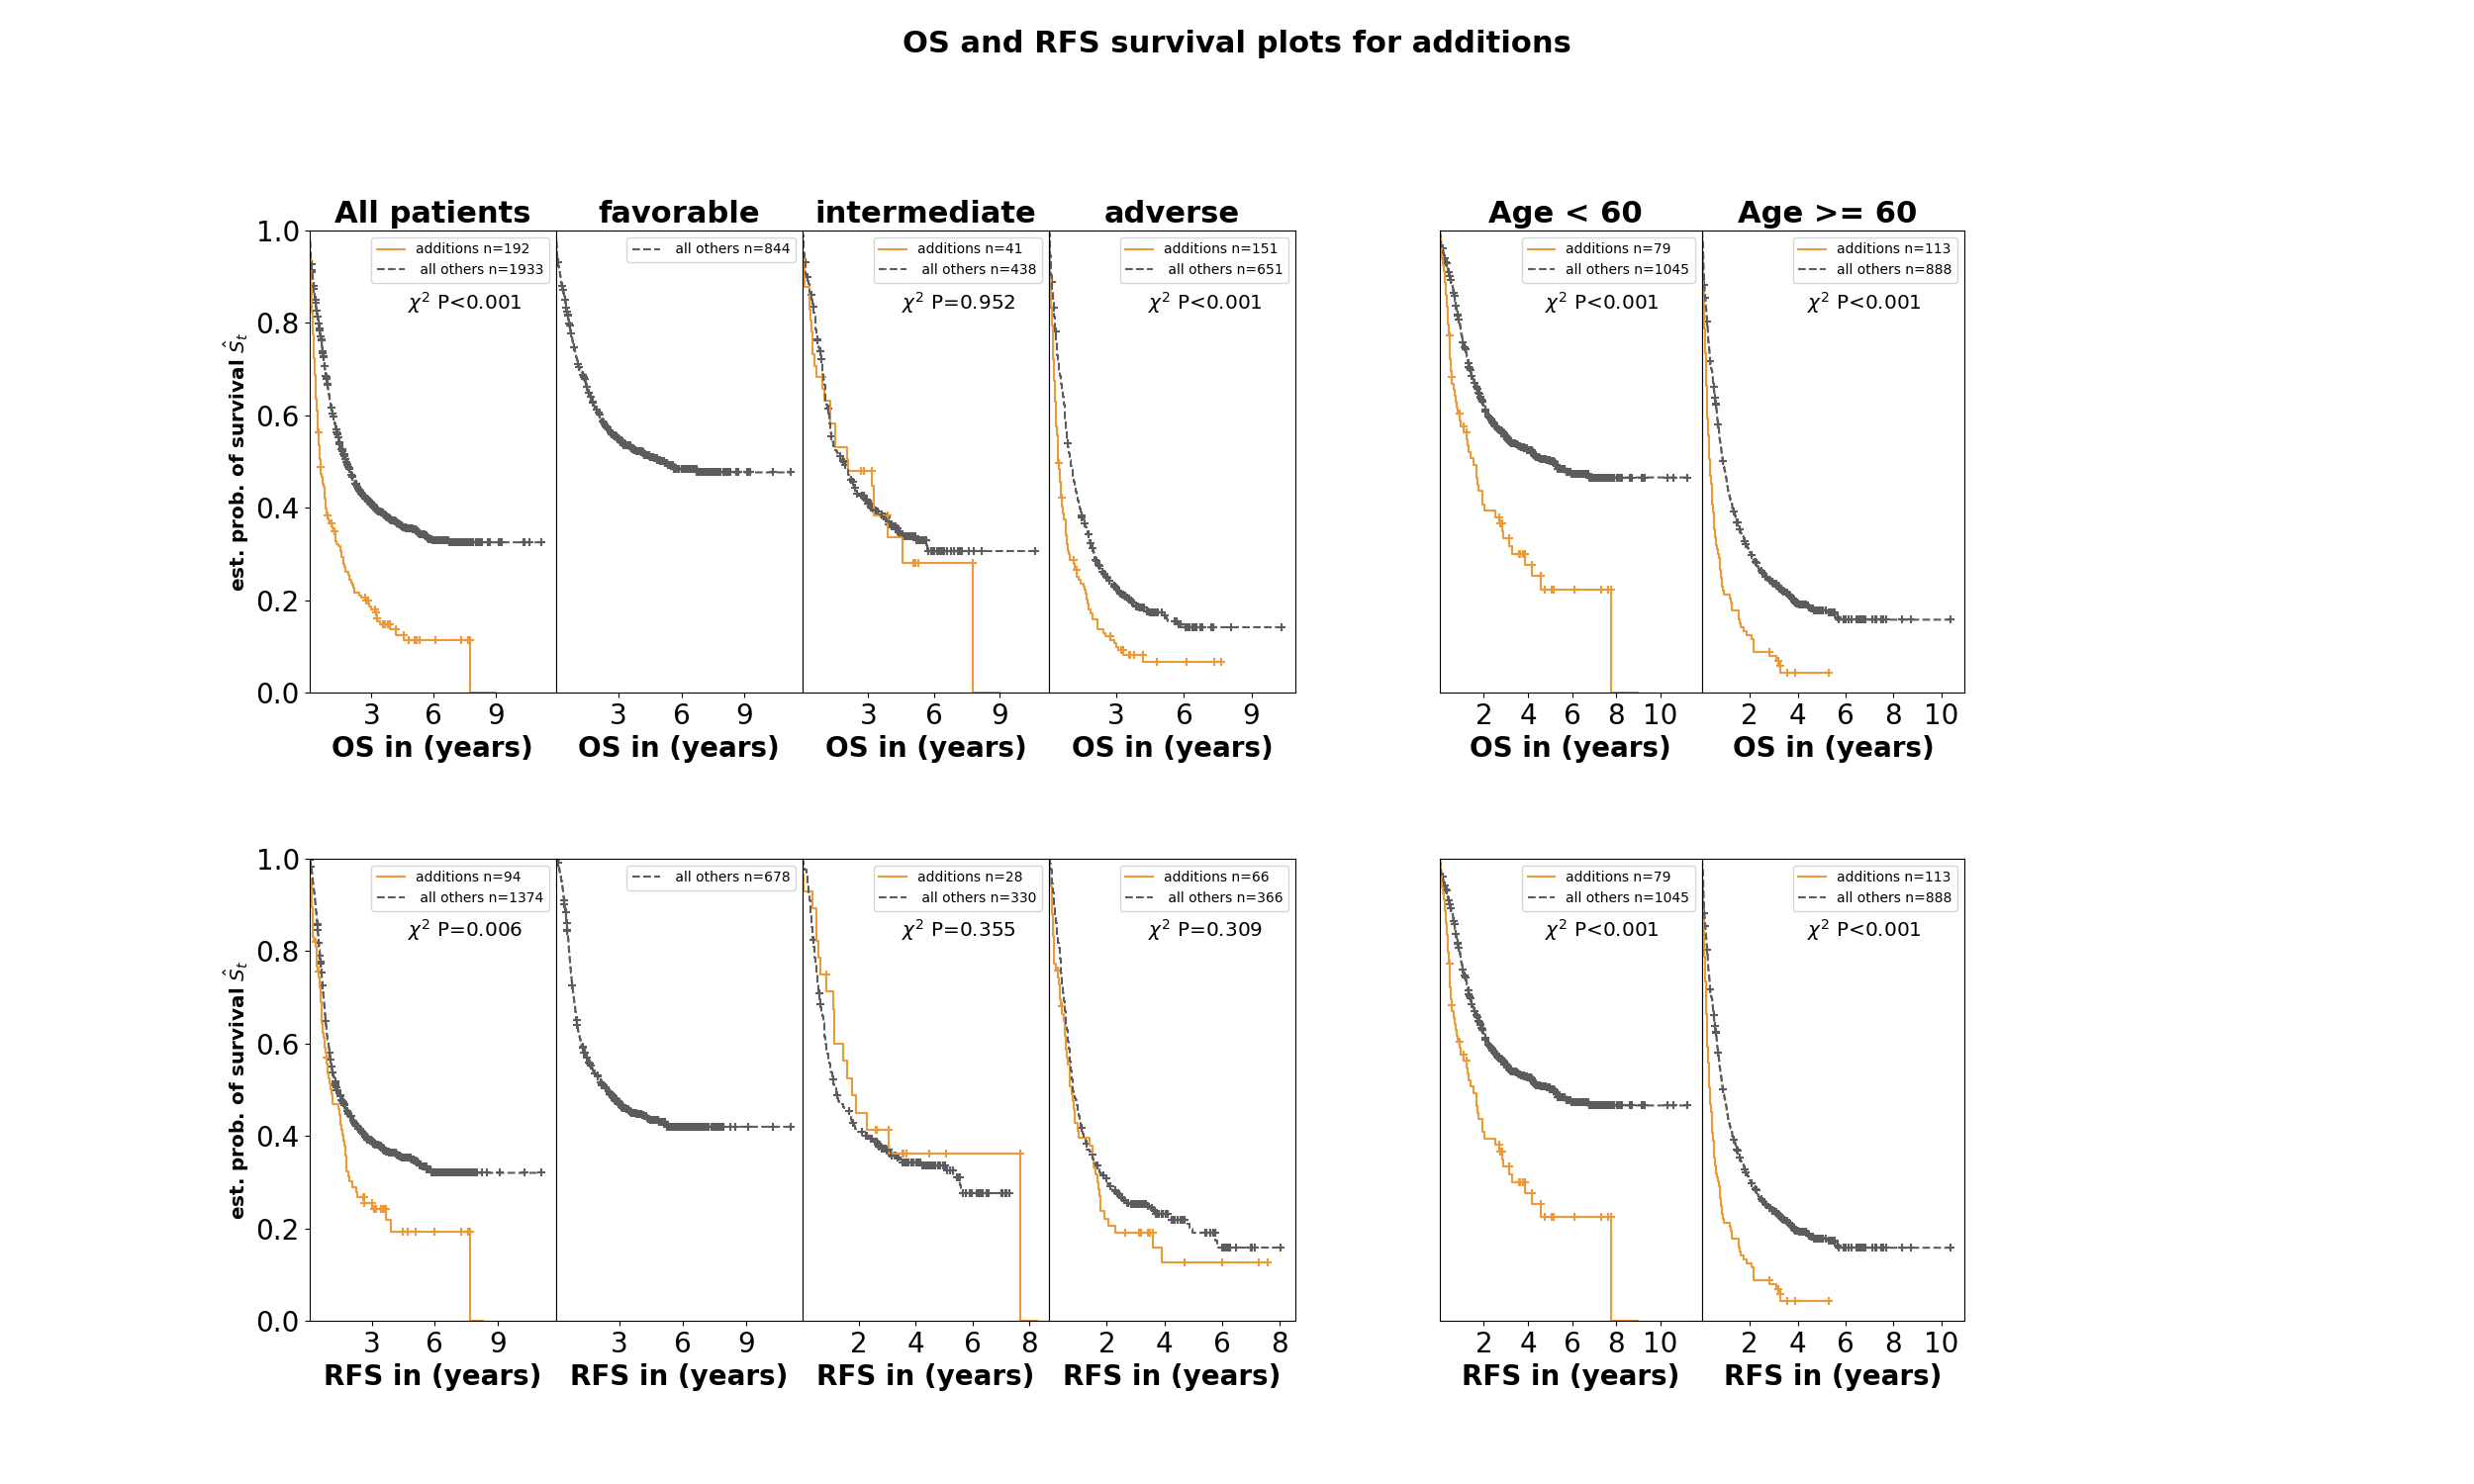 OS and RFS survival plots for additions
All patients
favorable
intermediate
adverse
Age < 60
Age >= 60
est. prob. of survival Ŝt
1.0
0.8
0.6
0.4
0.2
0.0
additions n=192
all others n=1933
χ² P<0.001
3 6 9
OS in (years)
all others n=844
3 6 9
OS in (years)
additions n=41
all others n=438
χ² P=0.952
3 6 9
OS in (years)
additions n=151
all others n=651
χ² P<0.001
3 6 9
OS in (years)
additions n=79
all others n=1045
χ² P<0.001
2 4 6 8 10
OS in (years)
additions n=113
all others n=888
χ² P<0.001
2 4 6 8 10
OS in (years)
est. prob. of survival Ŝt
1.0
0.8
0.6
0.4
0.2
0.0
additions n=94
all others n=1374
χ² P=0.006
3 6 9
RFS in (years)
all others n=678
3 6 9
RFS in (years)
additions n=28
all others n=330
χ² P=0.355
2 4 6 8
RFS in (years)
additions n=66
all others n=366
χ² P=0.309
2 4 6 8
RFS in (years)
additions n=79
all others n=1045
χ² P<0.001
2 4 6 8 10
RFS in (years)
additions n=113
all others n=888
χ² P<0.001
2 4 6 8 10
RFS in (years)